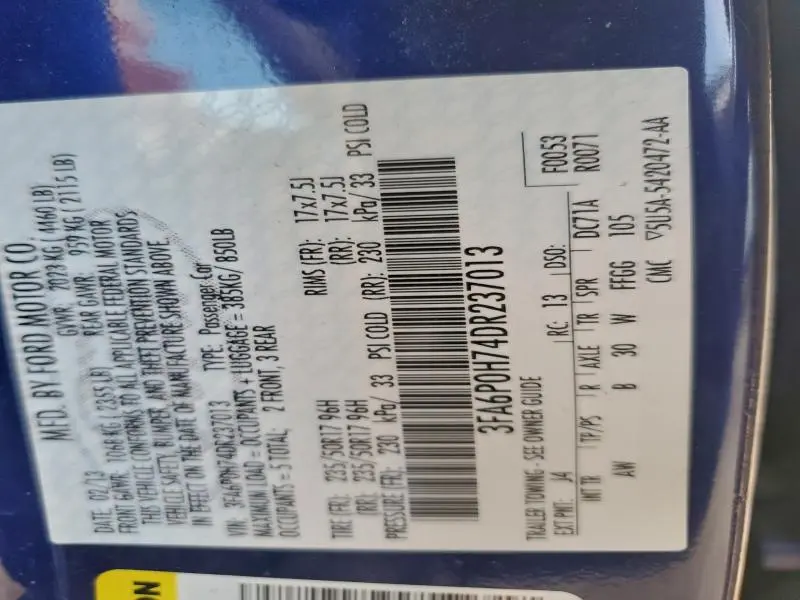 MFD. BY FORD MOTOR CO.
DATE: 02/13 GVWR: 2023 KG (4460 LB)
FRONT GAWR: 1068 KG (2355 LB) REAR GAWR: 959 KG (2115 LB)
THIS VEHICLE CONFORMS TO ALL APPLICABLE FEDERAL MOTOR
VEHICLE SAFETY, BUMPER, AND THEFT PREVENTION STANDARDS
IN EFFECT ON THE DATE OF MANUFACTURE SHOWN ABOVE.
VIN: 3FA6P0H74DR237013 TYPE: Passenger Car
MAXIMUM LOAD = OCCUPANTS + LUGGAGE = 385KG/ 850LB
OCCUPANTS = 5 TOTAL; 2 FRONT, 3 REAR
TIRE (FR): 235/50R17 96H RIMS (FR): 17x7.5J
(RR): 235/50R17 96H (RR): 17x7.5J
PRESSURE (FR): 230 kPa/ 33 PSI COLD (RR): 230 kPa/ 33 PSI COLD
3FA6P0H74DR237013
TRAILER TOWING - SEE OWNER GUIDE F0053
EXT PNT: J4 RC: 13 DSO: R0071
INT TR TP/PS R AXLE TR SPR DC71A
AW B 30 W FFGG 105
CMC ▽5U5A-5420472-AA
ON